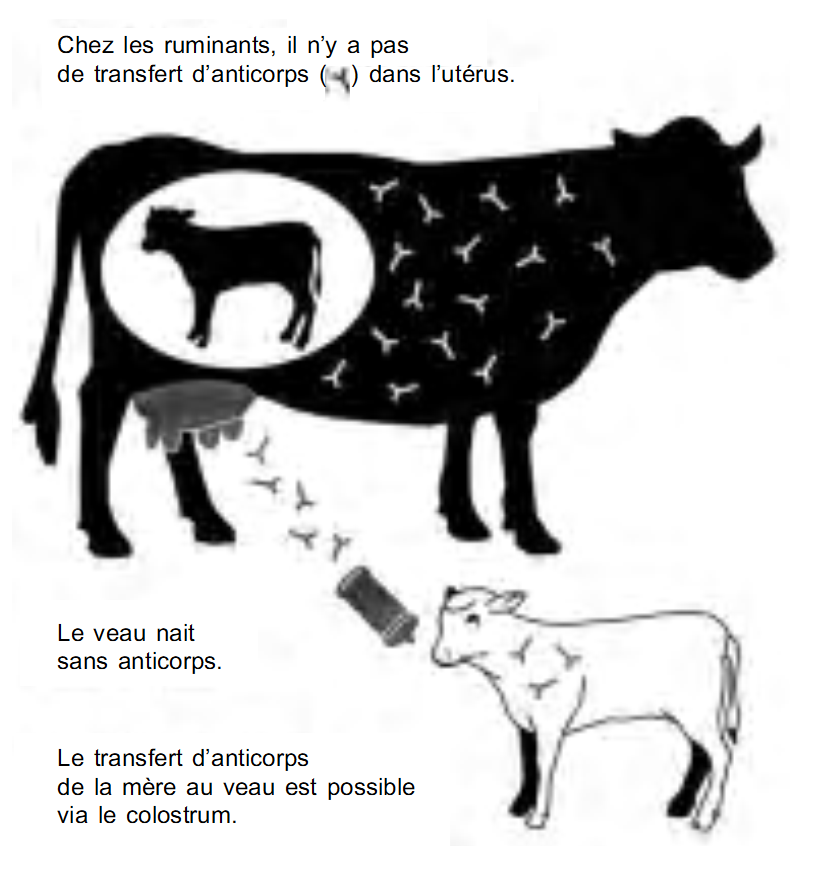 Chez les ruminants, il n’y a pas
de transfert d’anticorps ( ) dans l’utérus.
Le veau nait
sans anticorps.
Le transfert d’anticorps
de la mère au veau est possible
via le colostrum.